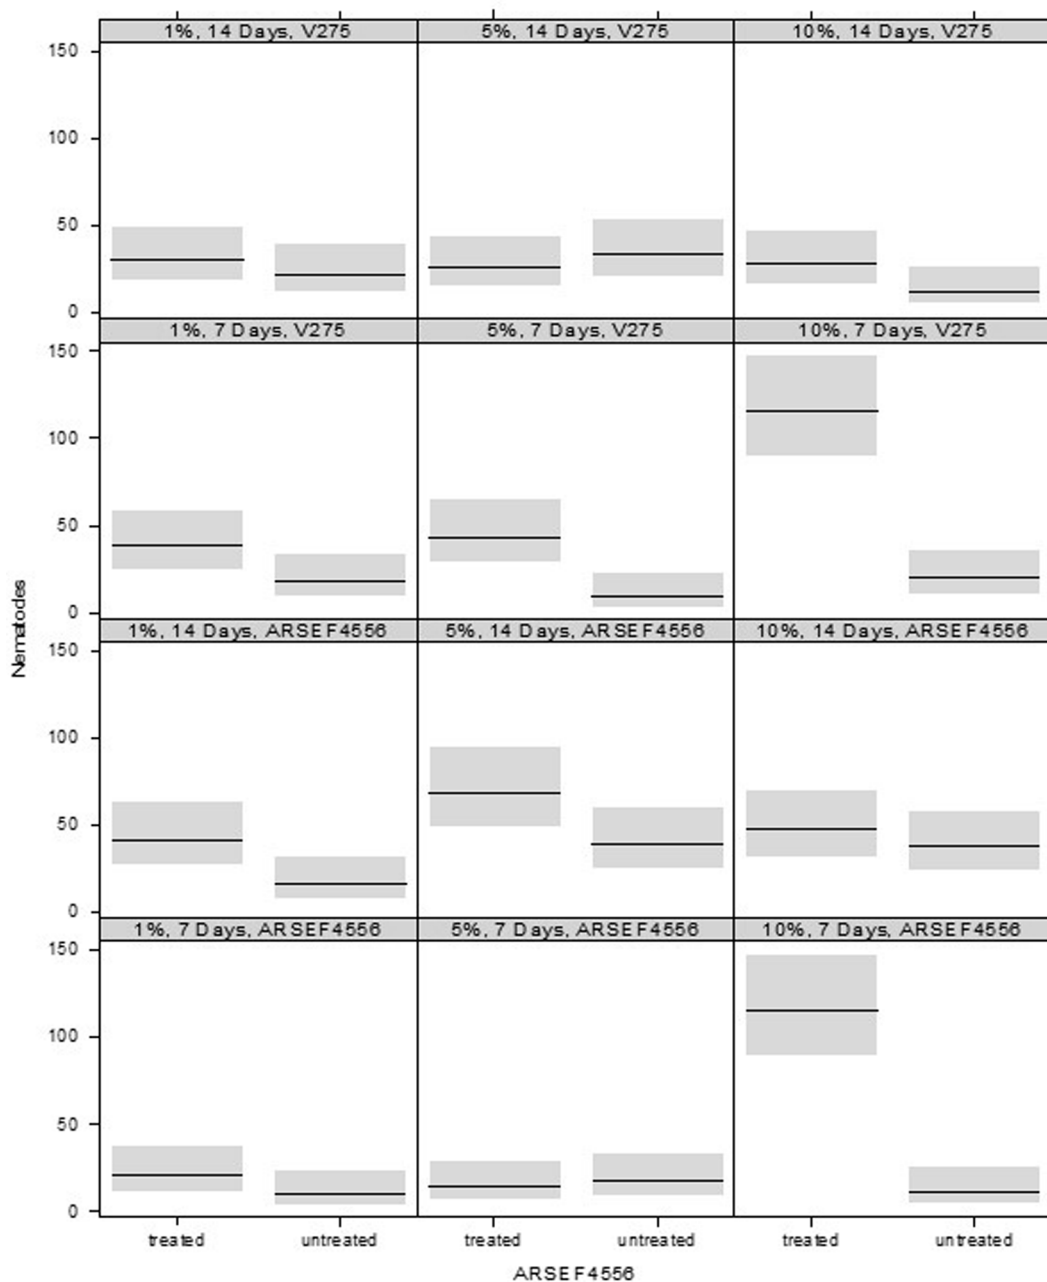 1%, 14 Days, V275 5%, 14 Days, V275 10%, 14 Days, V275
150
100
50
0
1%, 7 Days, V275 5%, 7 Days, V275 10%, 7 Days, V275
150
100
50
0
Nematodes
1%, 14 Days, ARSEF4556 5%, 14 Days, ARSEF4556 10%, 14 Days, ARSEF4556
150
100
50
0
1%, 7 Days, ARSEF4556 5%, 7 Days, ARSEF4556 10%, 7 Days, ARSEF4556
150
100
50
0
treated untreated treated untreated treated untreated
ARSEF4556